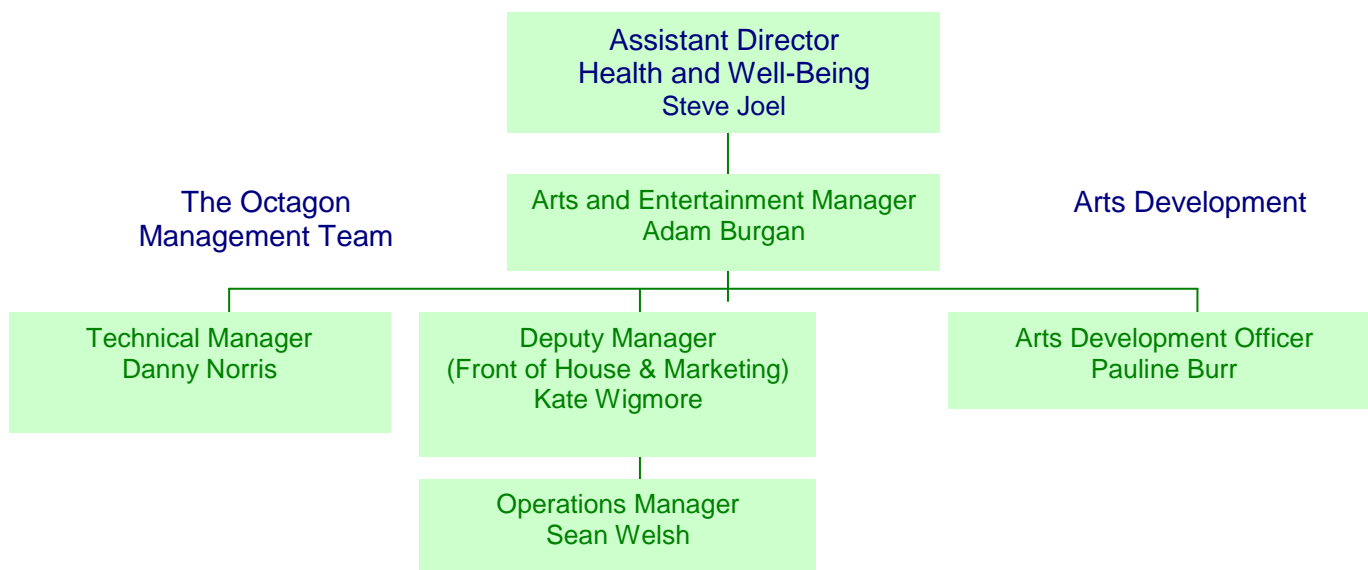 Assistant Director
Health and Well-Being
Steve Joel
The Octagon
Management Team
Arts and Entertainment Manager
Adam Burgan
Arts Development
Technical Manager
Danny Norris
Deputy Manager
(Front of House & Marketing)
Kate Wigmore
Arts Development Officer
Pauline Burr
Operations Manager
Sean Welsh